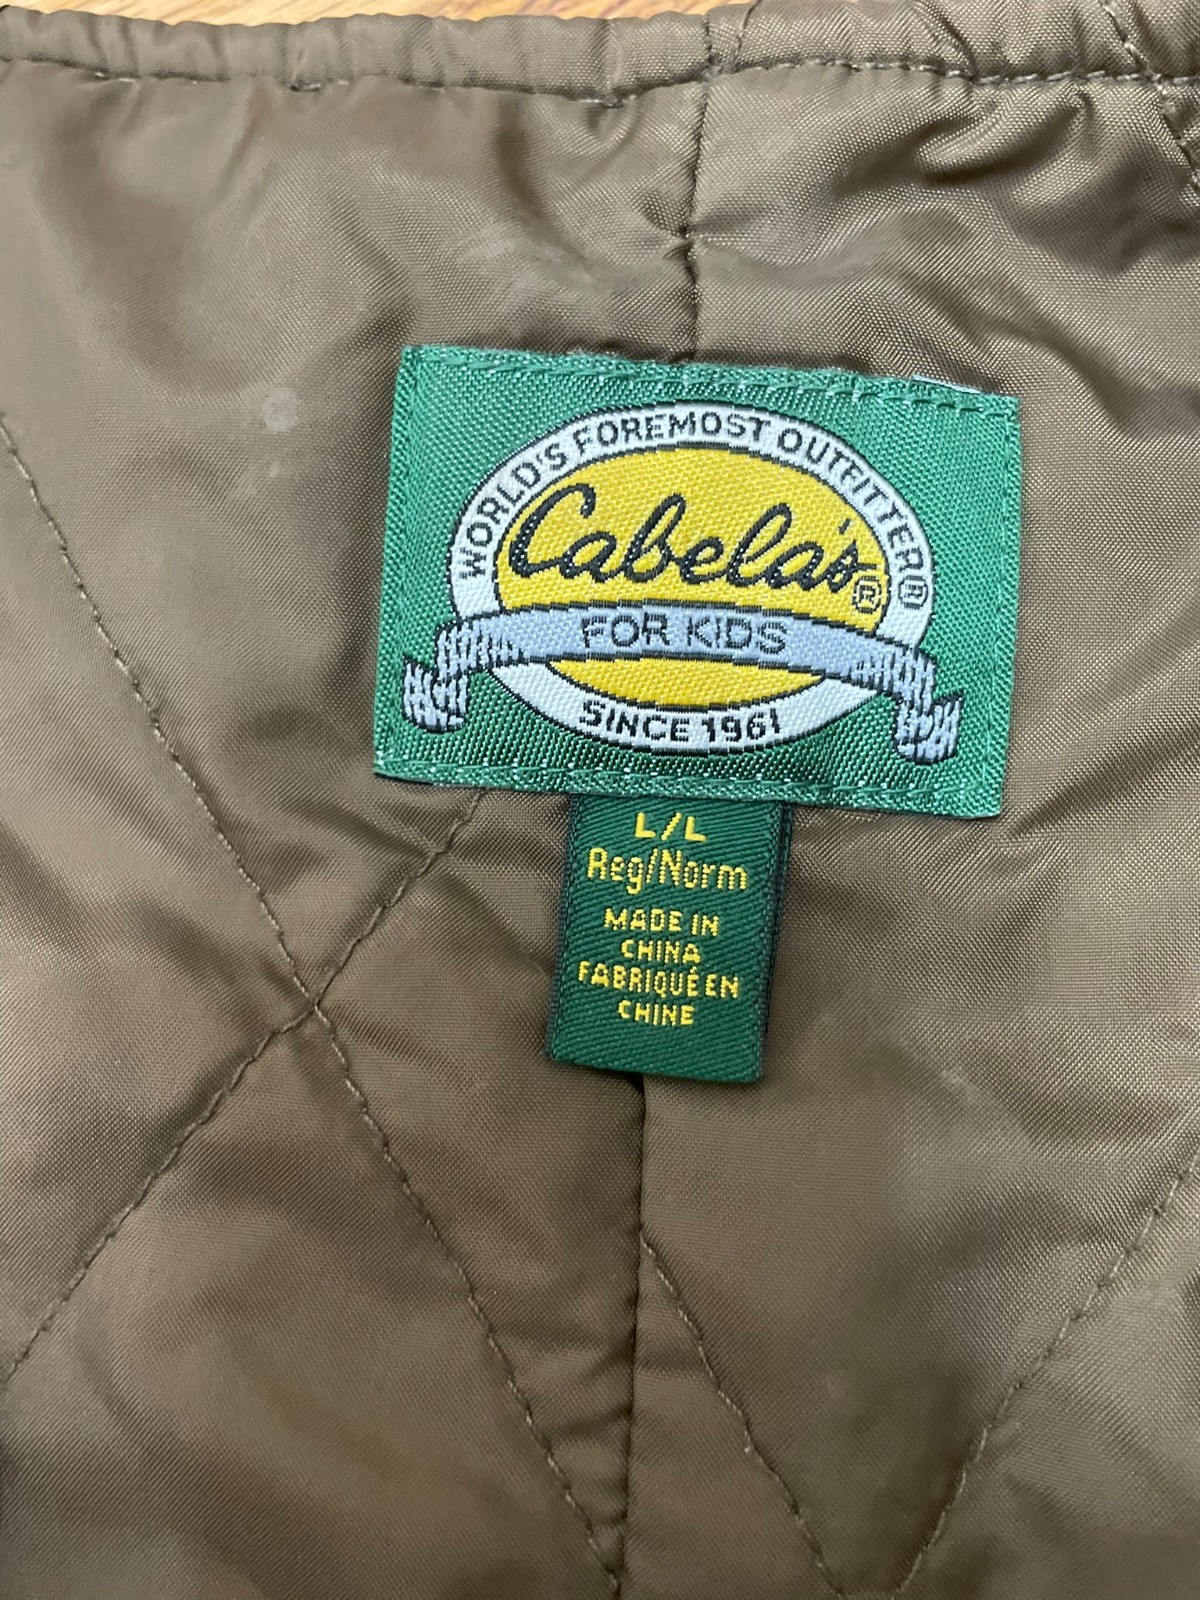 WORLD'S FOREMOST OUTFITTER®
Cabela's®
FOR KIDS
SINCE 1961
L/L
Reg/Norm
MADE IN
CHINA
FABRIQUÉ EN
CHINE